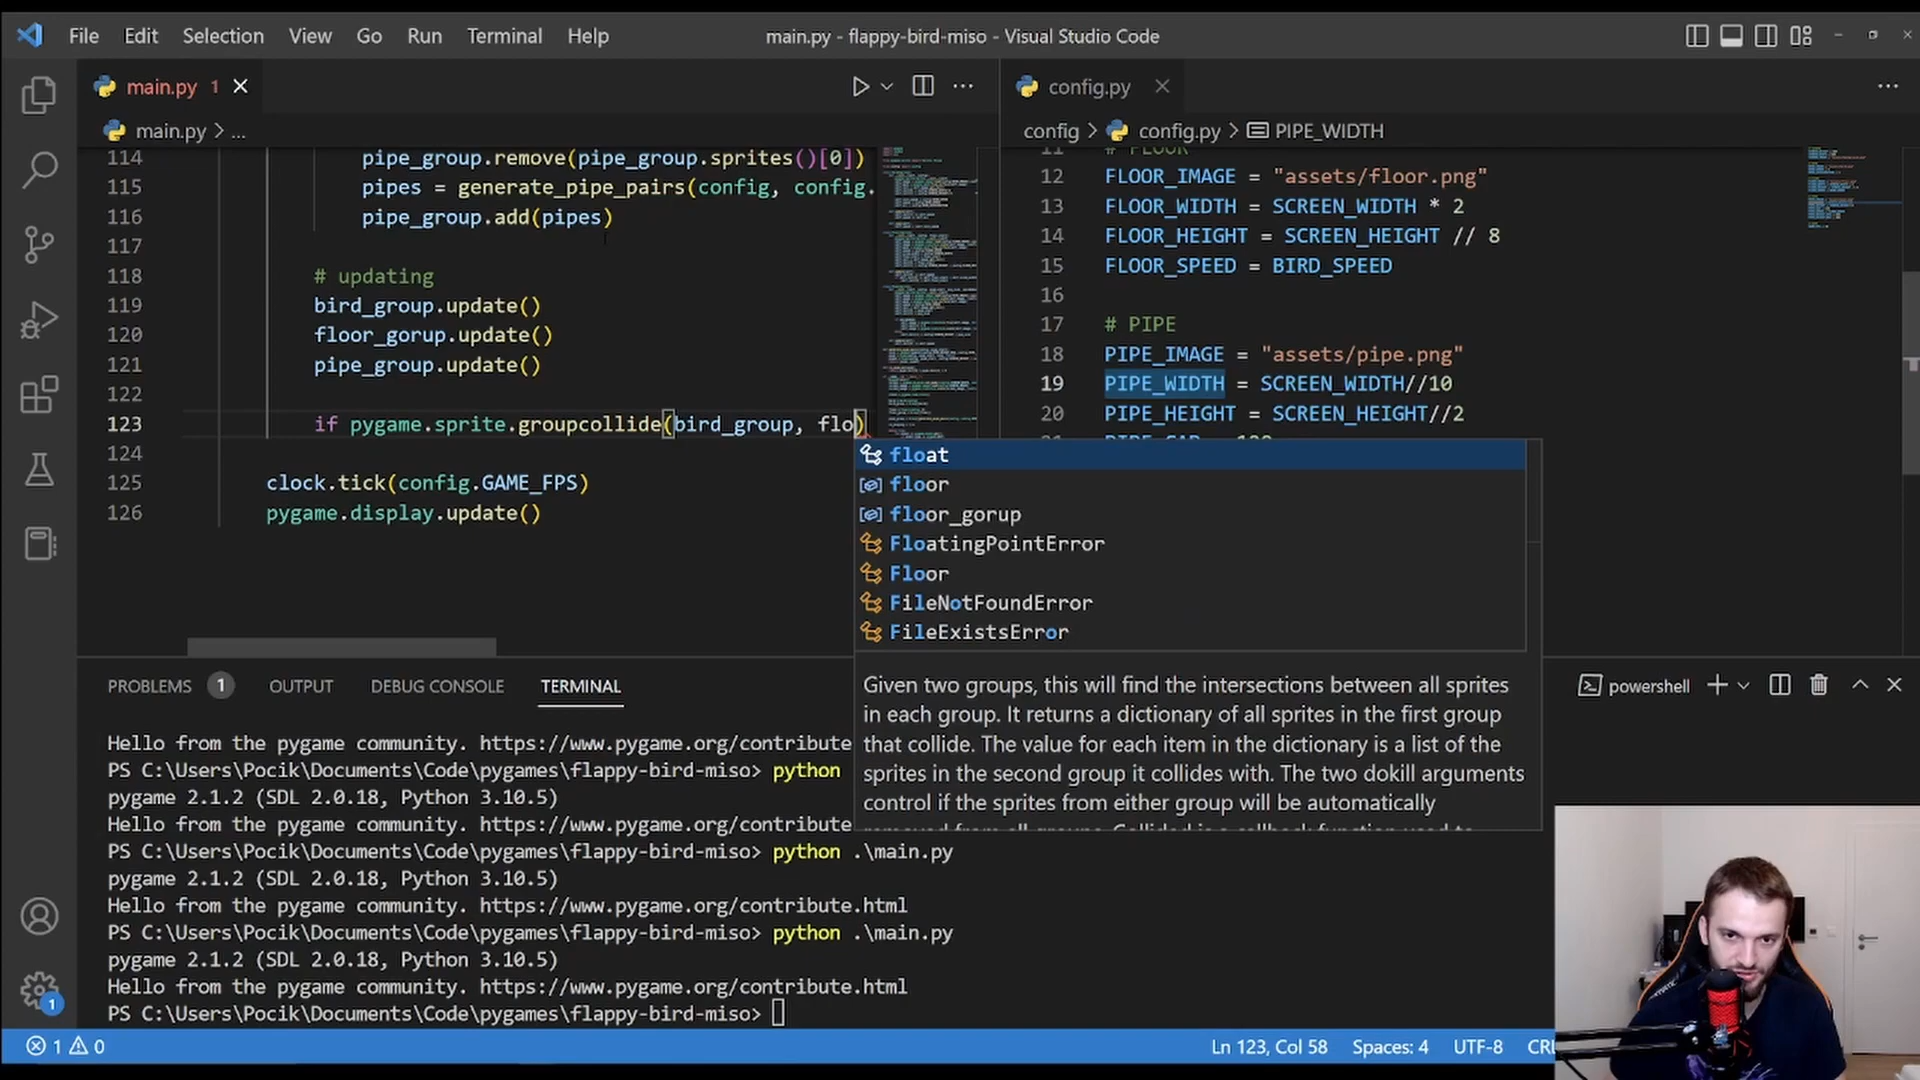 File Edit Selection View Go Run Terminal Help main.py - flappy-bird-miso - Visual Studio Code
main.py 1
main.py > ...
114 pipe_group.remove(pipe_group.sprites()[0])
115 pipes = generate_pipe_pairs(config, config.
116 pipe_group.add(pipes)
117
118 # updating
119 bird_group.update()
120 floor_gorup.update()
121 pipe_group.update()
122
123 if pygame.sprite.groupcollide(bird_group, flo)
124
125 clock.tick(config.GAME_FPS)
126 pygame.display.update()
float
floor
floor_gorup
FloatingPointError
Floor
FileNotFoundError
FileExistsError
Given two groups, this will find the intersections between all sprites
in each group. It returns a dictionary of all sprites in the first group
that collide. The value for each item in the dictionary is a list of the
sprites in the second group it collides with. The two dokill arguments
control if the sprites from either group will be automatically
config.py
config > config.py > PIPE_WIDTH
11 # FLOOR
12 FLOOR_IMAGE = "assets/floor.png"
13 FLOOR_WIDTH = SCREEN_WIDTH * 2
14 FLOOR_HEIGHT = SCREEN_HEIGHT // 8
15 FLOOR_SPEED = BIRD_SPEED
16
17 # PIPE
18 PIPE_IMAGE = "assets/pipe.png"
19 PIPE_WIDTH = SCREEN_WIDTH//10
20 PIPE_HEIGHT = SCREEN_HEIGHT//2
PROBLEMS 1 OUTPUT DEBUG CONSOLE TERMINAL powershell
Hello from the pygame community. https://www.pygame.org/contribute
PS C:\Users\Pocik\Documents\Code\pygames\flappy-bird-miso> python
pygame 2.1.2 (SDL 2.0.18, Python 3.10.5)
Hello from the pygame community. https://www.pygame.org/contribute
PS C:\Users\Pocik\Documents\Code\pygames\flappy-bird-miso> python .\main.py
pygame 2.1.2 (SDL 2.0.18, Python 3.10.5)
Hello from the pygame community. https://www.pygame.org/contribute.html
PS C:\Users\Pocik\Documents\Code\pygames\flappy-bird-miso> python .\main.py
pygame 2.1.2 (SDL 2.0.18, Python 3.10.5)
Hello from the pygame community. https://www.pygame.org/contribute.html
PS C:\Users\Pocik\Documents\Code\pygames\flappy-bird-miso>
1
1 0 Ln 123, Col 58 Spaces: 4 UTF-8 CRL